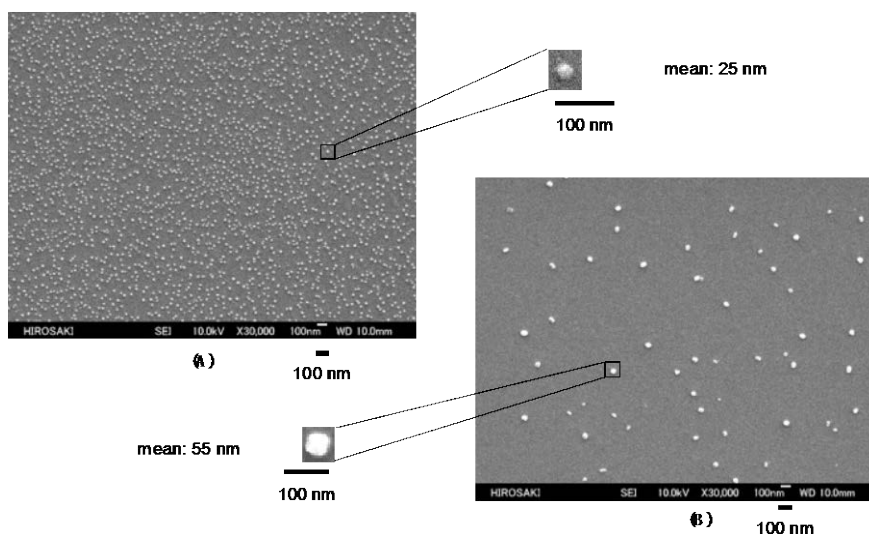 mean: 25 nm
100 nm
HIROSAKI SEI 10.0kV X30,000 100nm WD 10.0mm
(A)
100 nm
mean: 55 nm
100 nm
HIROSAKI SEI 10.0kV X30,000 100nm WD 10.0mm
(B)
100 nm